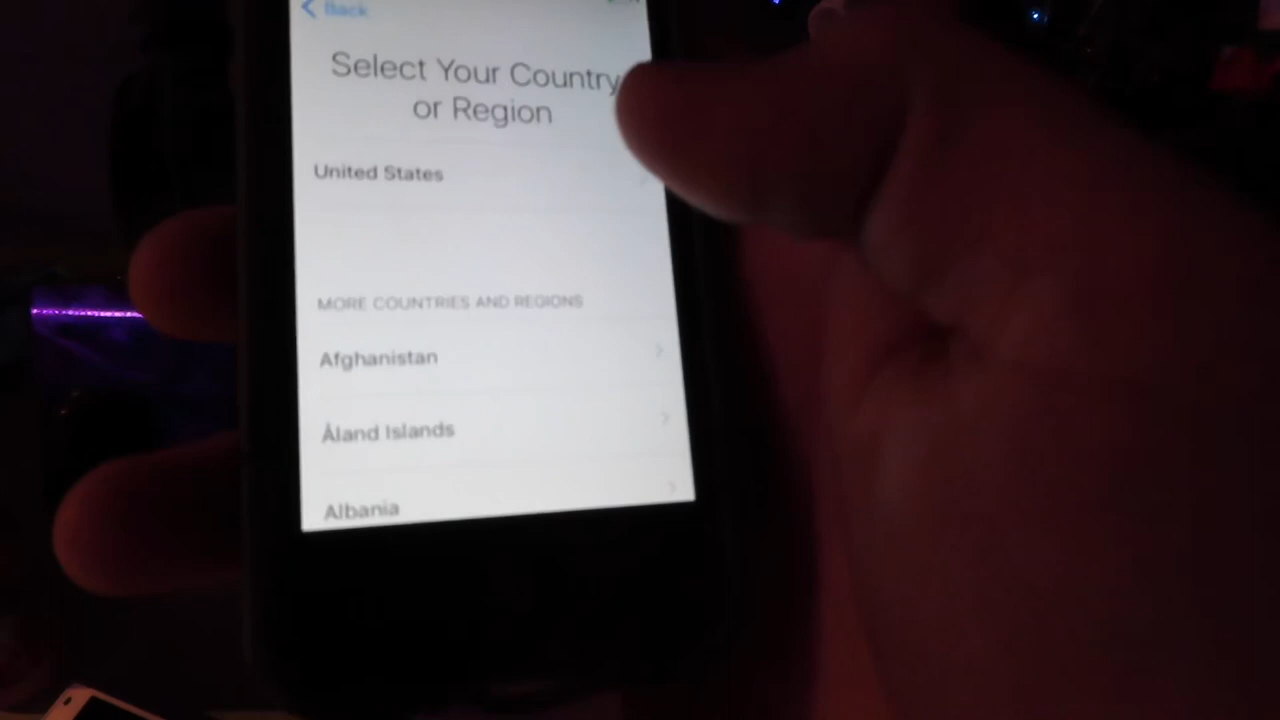 Back
Select Your Country
or Region
United States
MORE COUNTRIES AND REGIONS
Afghanistan
Åland Islands
Albania